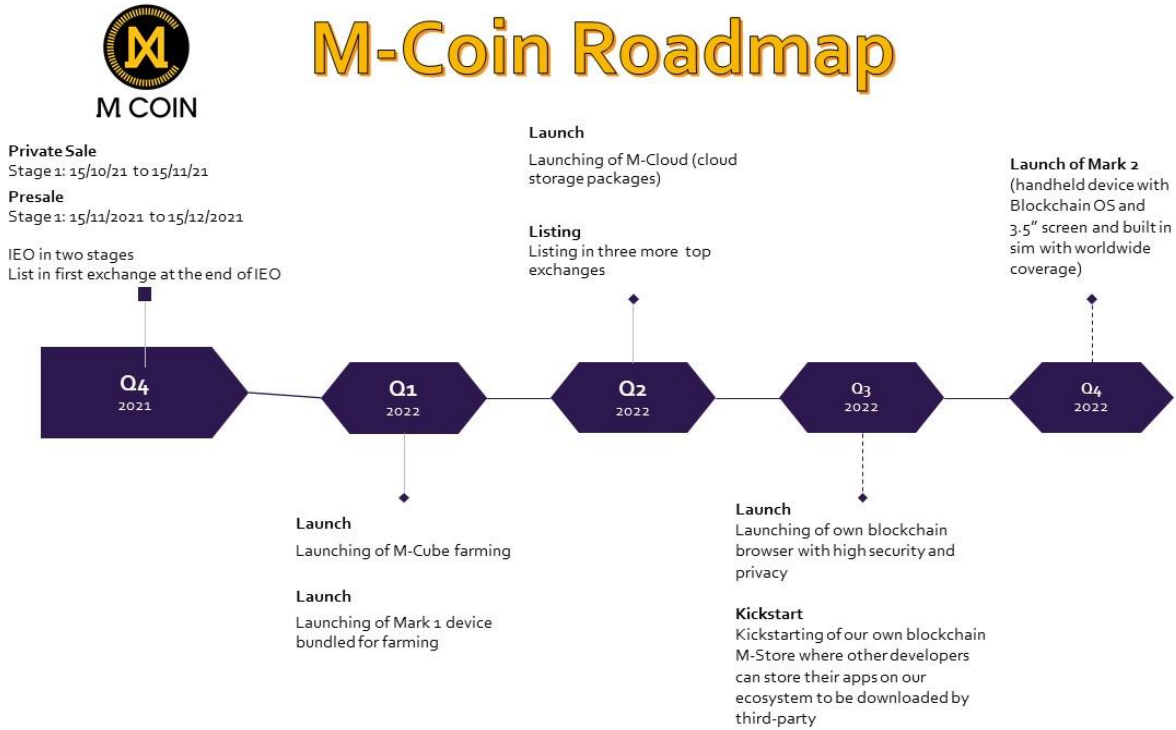 M-Coin Roadmap
M COIN
Private Sale
Stage 1: 15/10/21 to 15/11/21
Presale
Stage 1: 15/11/2021 to 15/12/2021
IEO in two stages
List in first exchange at the end of IEO
Q4
2021
Q1
2022
Launch
Launching of M-Cube farming
Launch
Launching of Mark 1 device
bundled for farming
Launch
Launching of M-Cloud (cloud
storage packages)
Listing
Listing in three more top
exchanges
Q2
2022
Q3
2022
Launch
Launching of own blockchain
browser with high security and
privacy
Kickstart
Kickstarting of our own blockchain
M-Store where other developers
can store their apps on our
ecosystem to be downloaded by
third-party
Launch of Mark 2
(handheld device with
Blockchain OS and
3.5" screen and built in
sim with worldwide
coverage)
Q4
2022